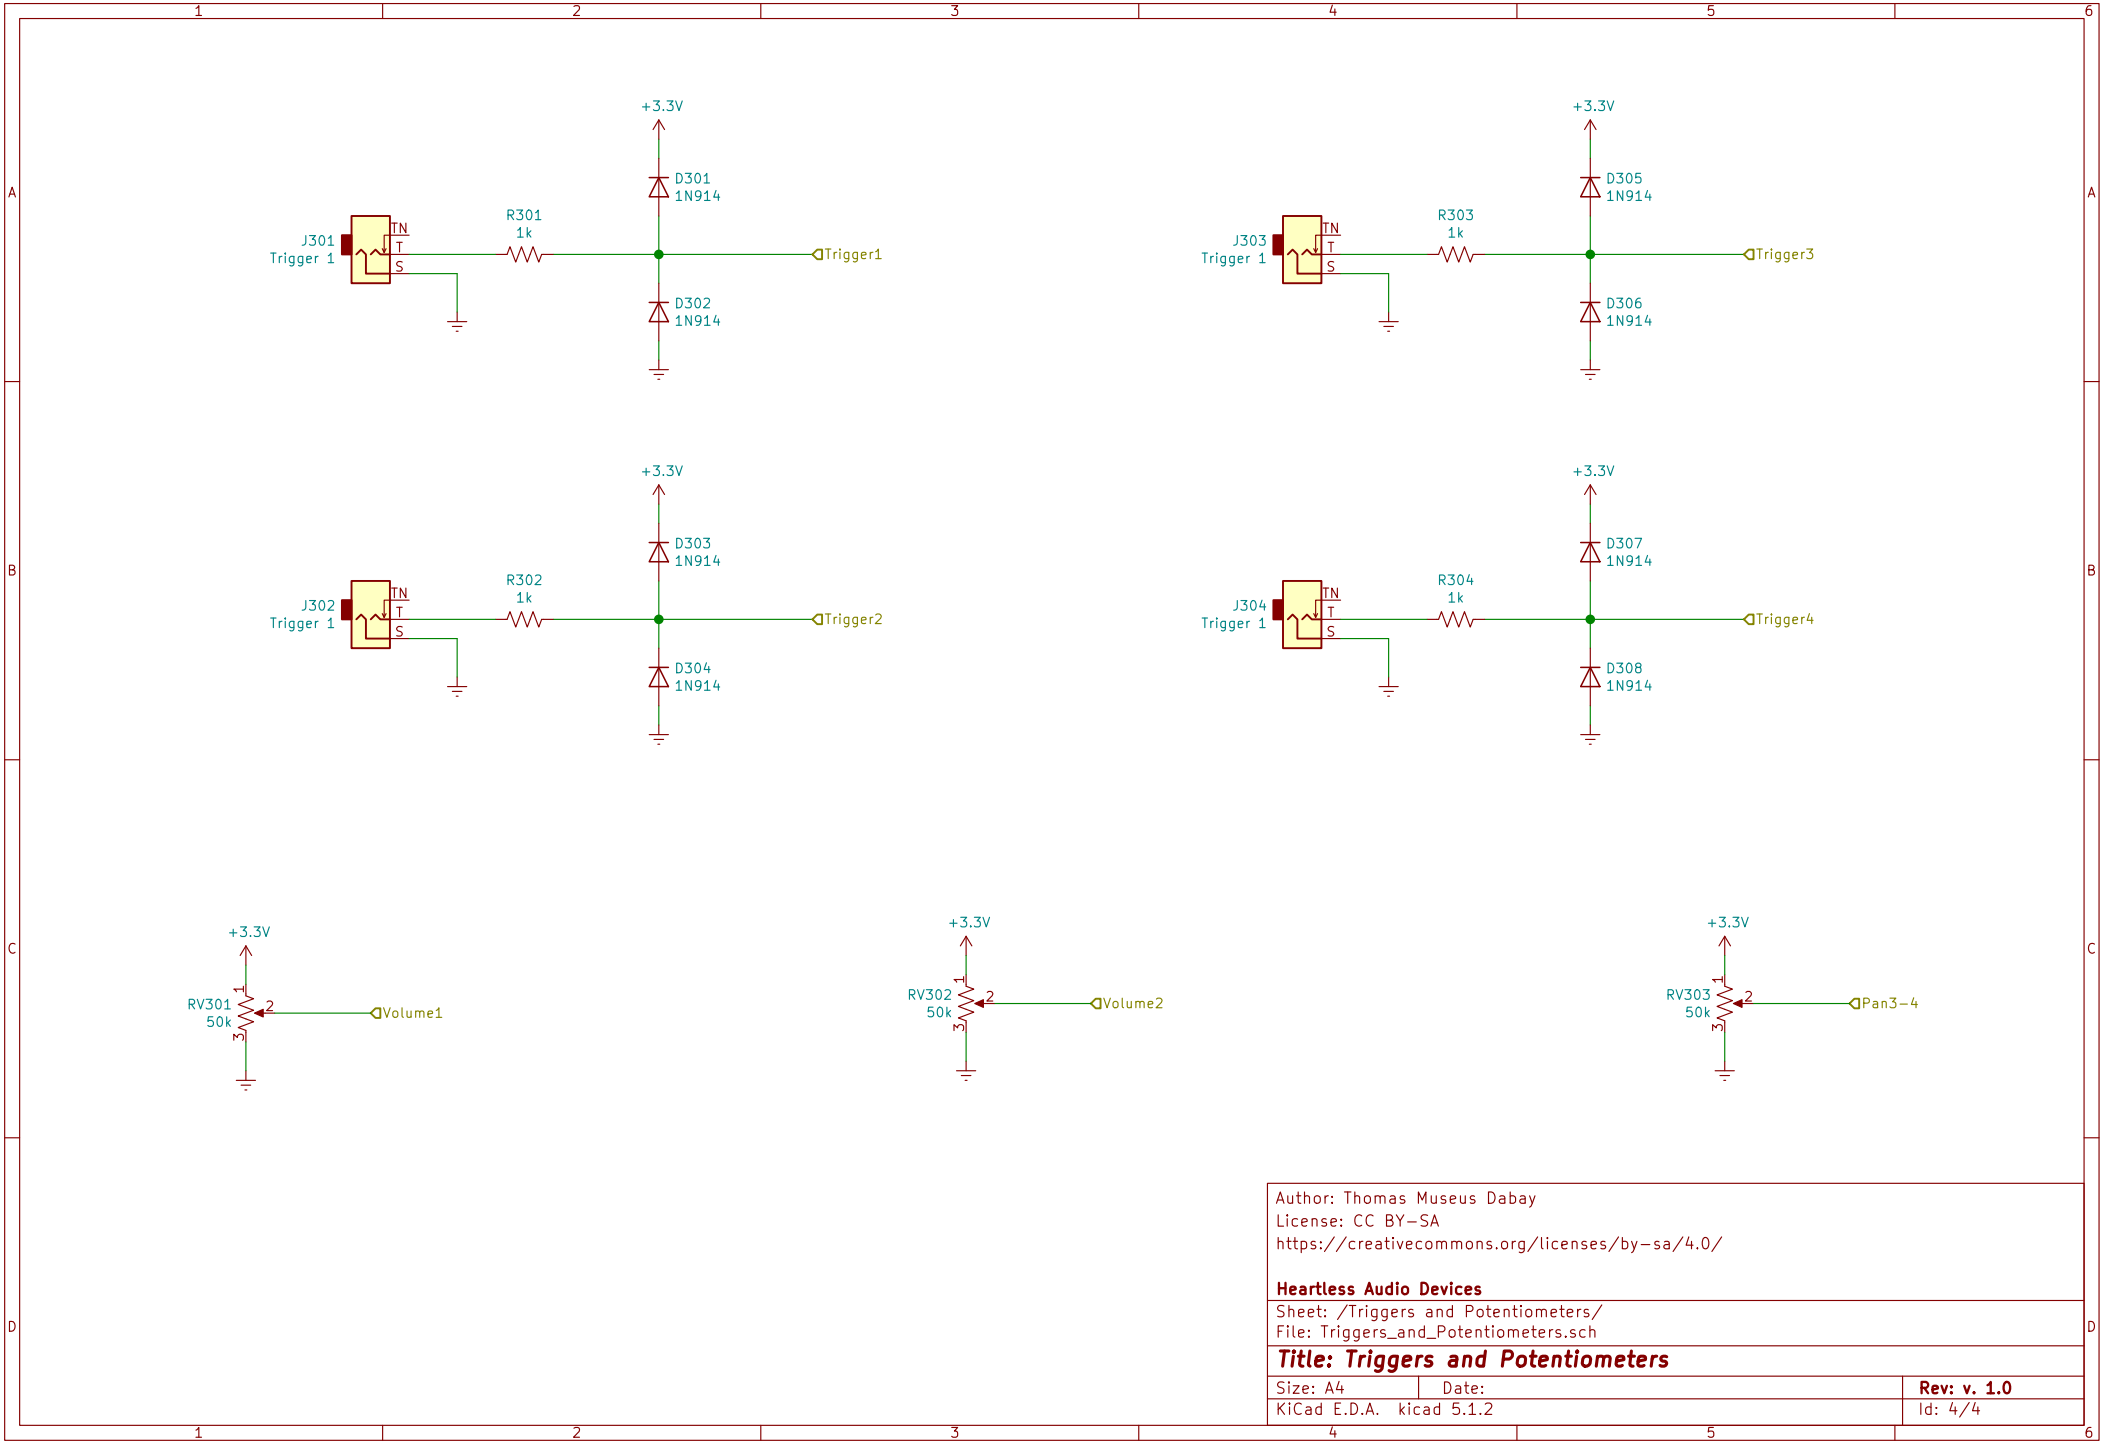 1 2 3 4 5 6
A A
+3.3V
D301
1N914
R301
1k
J301
Trigger 1
TN
T
S
Trigger1
D302
1N914
+3.3V
D305
1N914
R303
1k
J303
Trigger 1
TN
T
S
Trigger3
D306
1N914
B B
+3.3V
D303
1N914
R302
1k
J302
Trigger 1
TN
T
S
Trigger2
D304
1N914
+3.3V
D307
1N914
R304
1k
J304
Trigger 1
TN
T
S
Trigger4
D308
1N914
C C
+3.3V
RV301
50k
1
2
3
Volume1
+3.3V
RV302
50k
1
2
3
Volume2
+3.3V
RV303
50k
1
2
3
Pan3-4
D D
Author: Thomas Museus Dabay
License: CC BY-SA
https://creativecommons.org/licenses/by-sa/4.0/
Heartless Audio Devices
Sheet: /Triggers and Potentiometers/
File: Triggers_and_Potentiometers.sch
Title: Triggers and Potentiometers
Size: A4 Date: Rev: v. 1.0
KiCad E.D.A. kicad 5.1.2 Id: 4/4
1 2 3 4 5 6